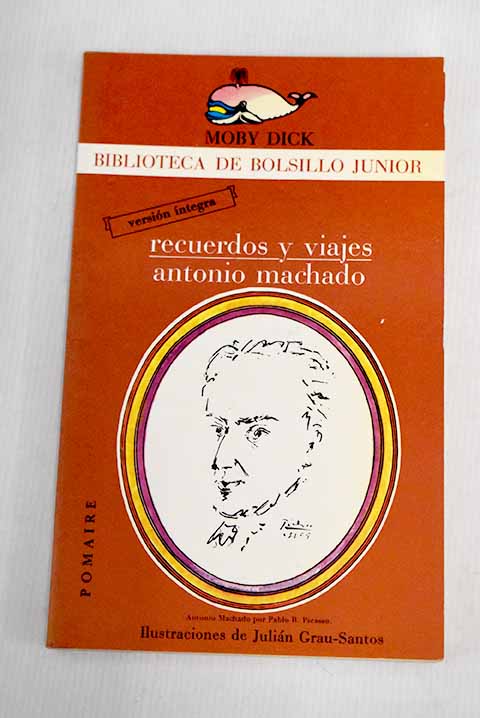 MOBY DICK
BIBLIOTECA DE BOLSILLO JUNIOR
versión íntegra
recuerdos y viajes
antonio machado
POMAIRE
Antonio Machado por Pablo R. Picasso.
Ilustraciones de Julián Grau-Santos